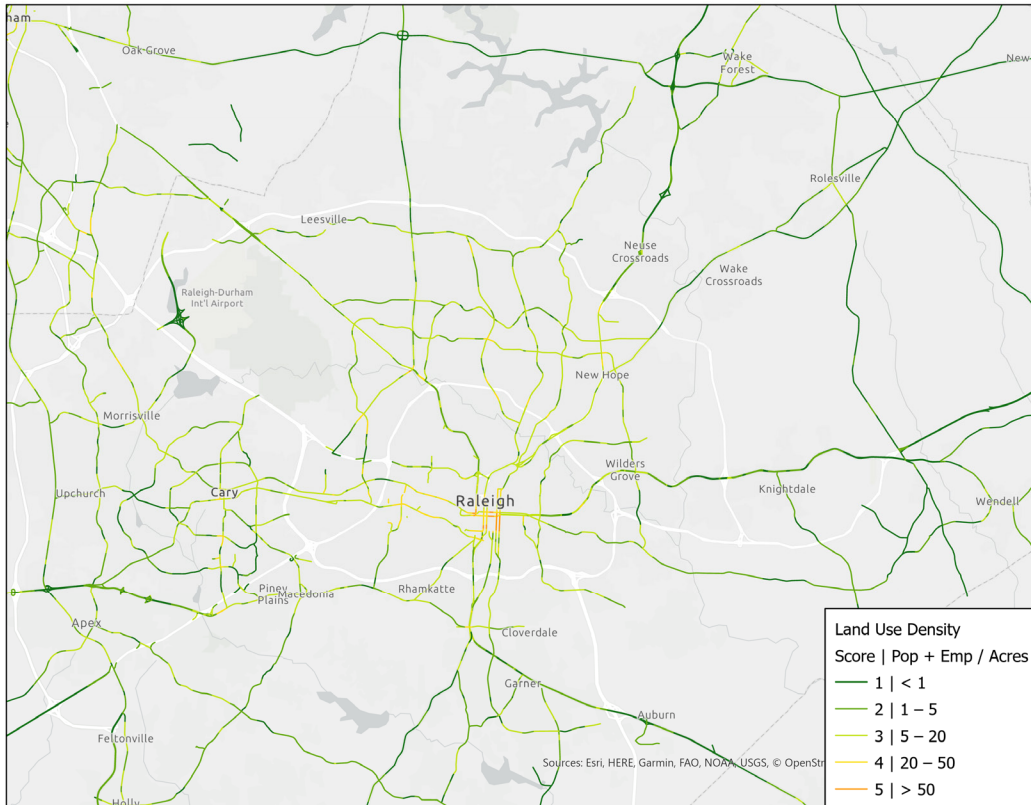 ham
Oak Grove
Wake
Forest
New-
Rolesville
Leesville
Neuse
Crossroads
Wake
Crossroads
Raleigh-Durham
Int'l Airport
New Hope
Morrisville
Wilders
Grove
Upchurch
Cary
Raleigh
Knightdale
Wendell
Piney
Plains
Macedonia
Rhamkatte
Apex
Cloverdale
Garner
Auburn
Feltonville
Holly
Land Use Density
Score | Pop + Emp / Acres
1 | < 1
2 | 1 – 5
3 | 5 – 20
4 | 20 – 50
5 | > 50
Sources: Esri, HERE, Garmin, FAO, NOAA, USGS, © OpenStr